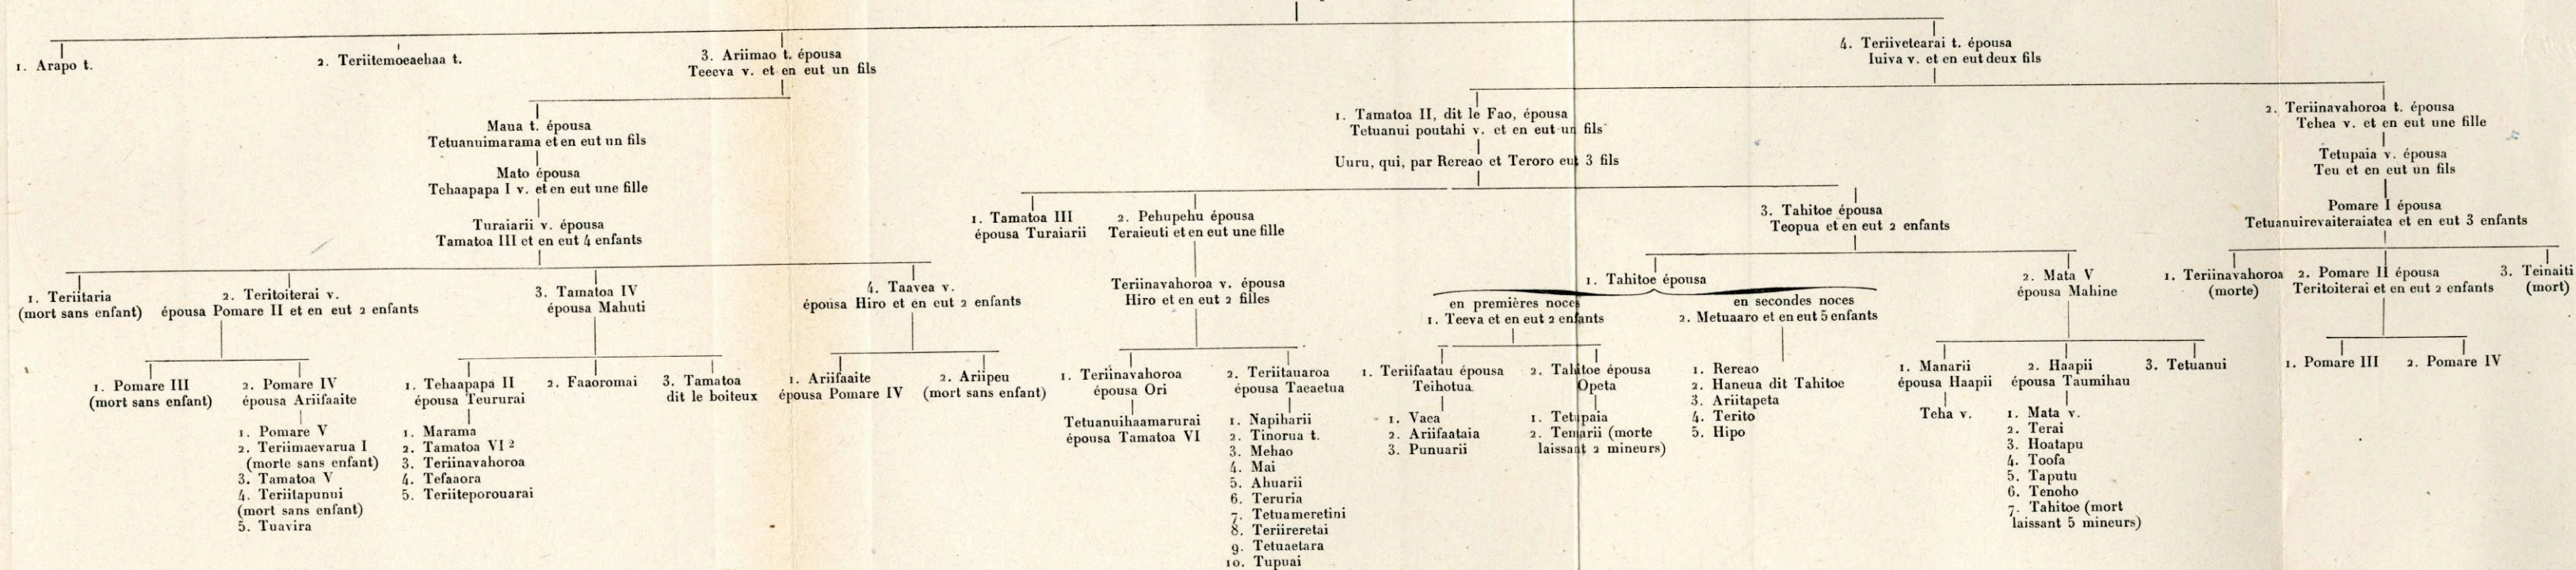 1. Arapo t.
2. Teriitemoeaehaa t.
3. Ariimao t. épousa
Teeeva v. et en eut un fils
4. Teriivetearai t. épousa
Iuiva v. et en eut deux fils
Maua t. épousa
Tetuanuimarama et en eut un fils
Mato épousa
Tehaapapa I v. et en eut une fille
Turaiarii v. épousa
Tamatoa III et en eut 4 enfants
1. Tamatoa II, dit le Fao, épousa
Tetuanui poutahi v. et en eut un fils
Uuru, qui, par Rereao et Teroro eut 3 fils
2. Teriinavahoroa t. épousa
Tehea v. et en eut une fille
Tetupaia v. épousa
Teu et en eut un fils
Pomare I épousa
Tetuanuirevaiteraiatea et en eut 3 enfants
1. Tamatoa III
épousa Turaiarii
2. Pehupehu épousa
Teraieuti et en eut une fille
3. Tahitoe épousa
Teopua et en eut 2 enfants
1. Teriitaria
(mort sans enfant)
2. Teritoiterai v.
épousa Pomare II et en eut 2 enfants
3. Tamatoa IV
épousa Mahuti
4. Taavea v.
épousa Hiro et en eut 2 enfants
Teriinavahoroa v. épousa
Hiro et en eut 2 filles
1. Tahitoe épousa
en premières noces
1. Teeva et en eut 2 enfants
en secondes noces
2. Metuaaro et en eut 5 enfants
2. Mata V
épousa Mahine
1. Teriinavahoroa
(morte)
2. Pomare II épousa
Teritoiterai et en eut 2 enfants
3. Teinaiti
(mort)
1. Pomare III
(mort sans enfant)
2. Pomare IV
épousa Ariifaaite
1. Pomare V
2. Teriimaevarua I
(morte sans enfant)
3. Tamatoa V
4. Teriitapunui
(mort sans enfant)
5. Tuavira
1. Tehaapapa II
épousa Teururai
1. Marama
2. Tamatoa VI 2
3. Teriinavahoroa
4. Tefaaora
5. Teriiteporouarai
2. Faaoromai
3. Tamatoa
dit le boiteux
1. Ariifaaite
épousa Pomare IV
2. Ariipeu
(mort sans enfant)
1. Teriinavahoroa
épousa Ori
Tetuanuihaamarurai
épousa Tamatoa VI
2. Teriitauaroa
épousa Taeaetua
1. Napiharii
2. Tinorua t.
3. Mehao
4. Mai
5. Ahuarii
6. Teruria
7. Tetuameretini
8. Teriireretai
9. Tetuaetara
10. Tupuai
1. Teriifaatau épousa
Teihotua
1. Vaea
2. Ariifaataia
3. Punuarii
2. Tahitoe épousa
Opeta
1. Tetupaia
2. Temarii (morte
laissant 2 mineurs)
1. Rereao
2. Haneua dit Tahitoe
3. Ariitapeta
4. Terito
5. Hipo
1. Manarii
épousa Haapii
Teha v.
2. Haapii
épousa Taumihau
1. Mata v.
2. Terai
3. Hoatapu
4. Toofa
5. Taputu
6. Tenoho
7. Tahitoe (mort
laissant 5 mineurs)
3. Tetuanui
1. Pomare III
2. Pomare IV